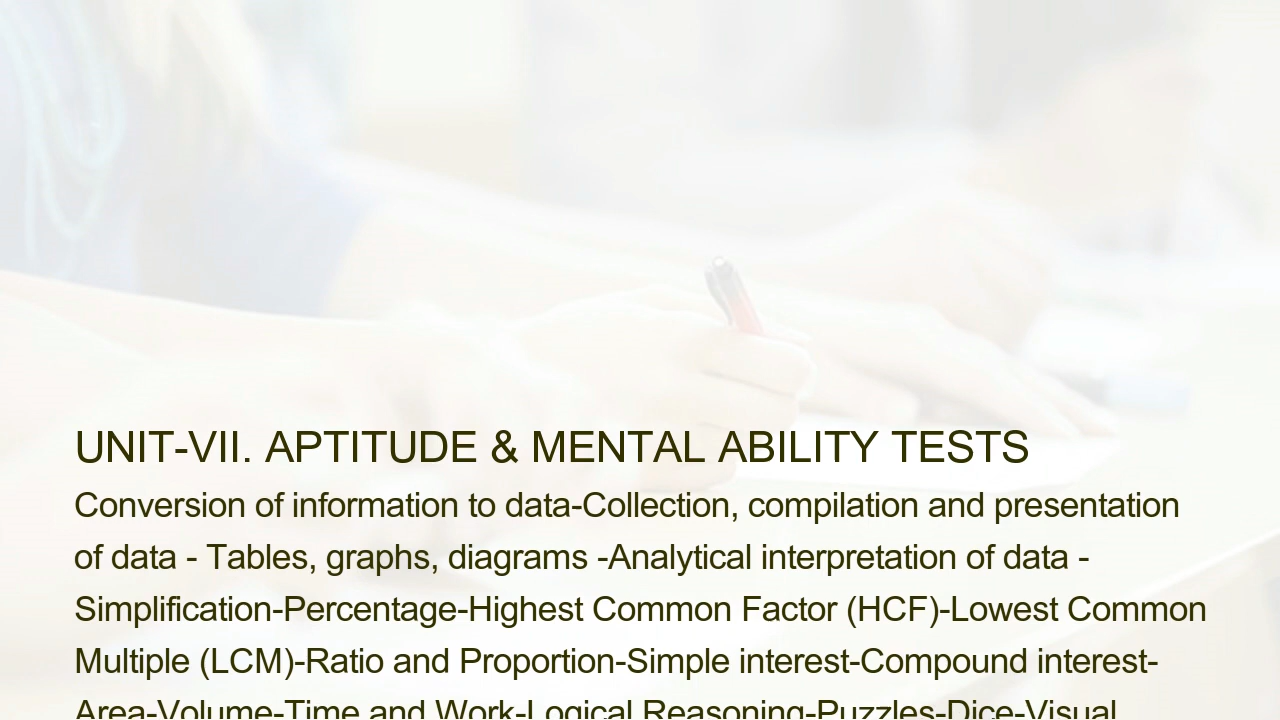 UNIT-VII. APTITUDE & MENTAL ABILITY TESTS
Conversion of information to data-Collection, compilation and presentation
of data - Tables, graphs, diagrams -Analytical interpretation of data -
Simplification-Percentage-Highest Common Factor (HCF)-Lowest Common
Multiple (LCM)-Ratio and Proportion-Simple interest-Compound interest-
Area-Volume-Time and Work-Logical Reasoning-Puzzles-Dice-Visual